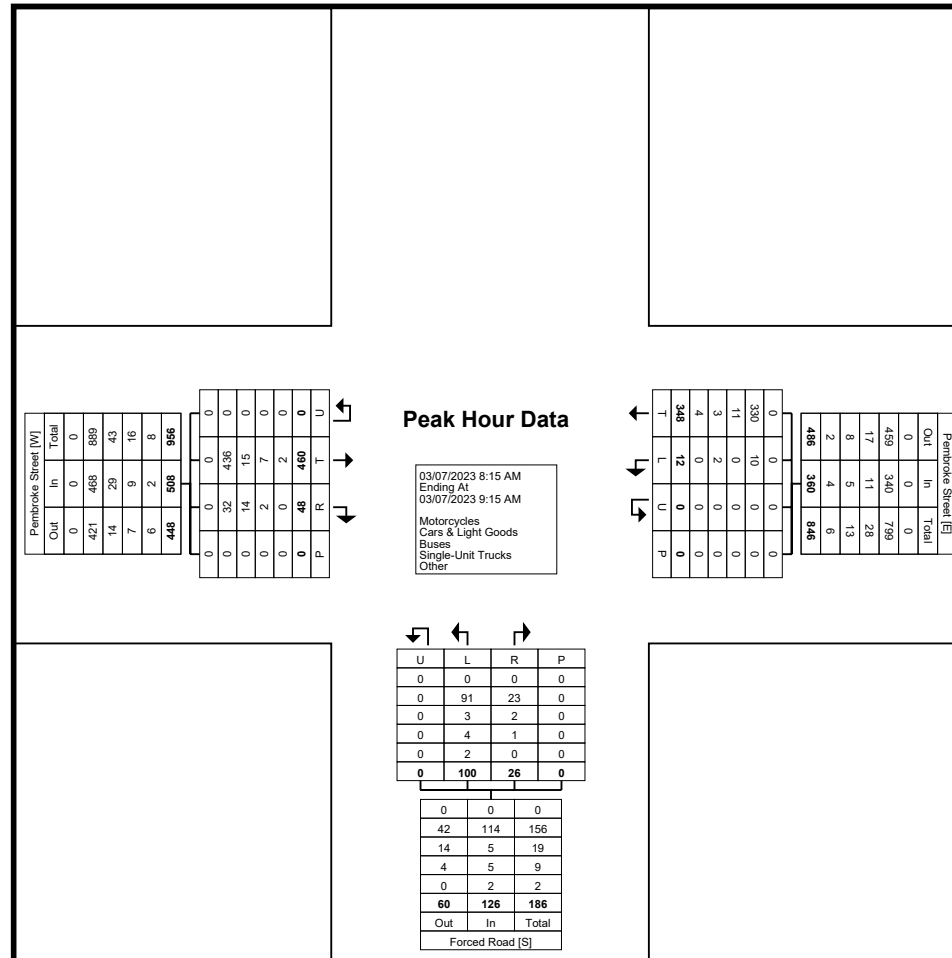 Peak Hour Data
03/07/2023 8:15 AM
Ending At
03/07/2023 9:15 AM
Motorcycles
Cars & Light Goods
Buses
Single-Unit Trucks
Other
Pembroke Street [W]
Out In Total
0 0 0
421 468 889
14 29 43
7 9 16
6 2 8
448 508 956
U T R P
0 460 48 0
0 2 0 0
0 7 2 0
0 15 14 0
0 436 32 0
0 0 0 0
T L U P
348 12 0 0
4 0 0 0
3 2 0 0
11 0 0 0
330 10 0 0
0 0 0 0
Pembroke Street [E]
Out In Total
0 0 0
459 340 799
17 11 28
8 5 13
2 4 6
486 360 846
U L R P
0 0 0 0
0 91 23 0
0 3 2 0
0 4 1 0
0 2 0 0
0 100 26 0
0 0 0
42 114 156
14 5 19
4 5 9
0 2 2
60 126 186
Out In Total
Forced Road [S]